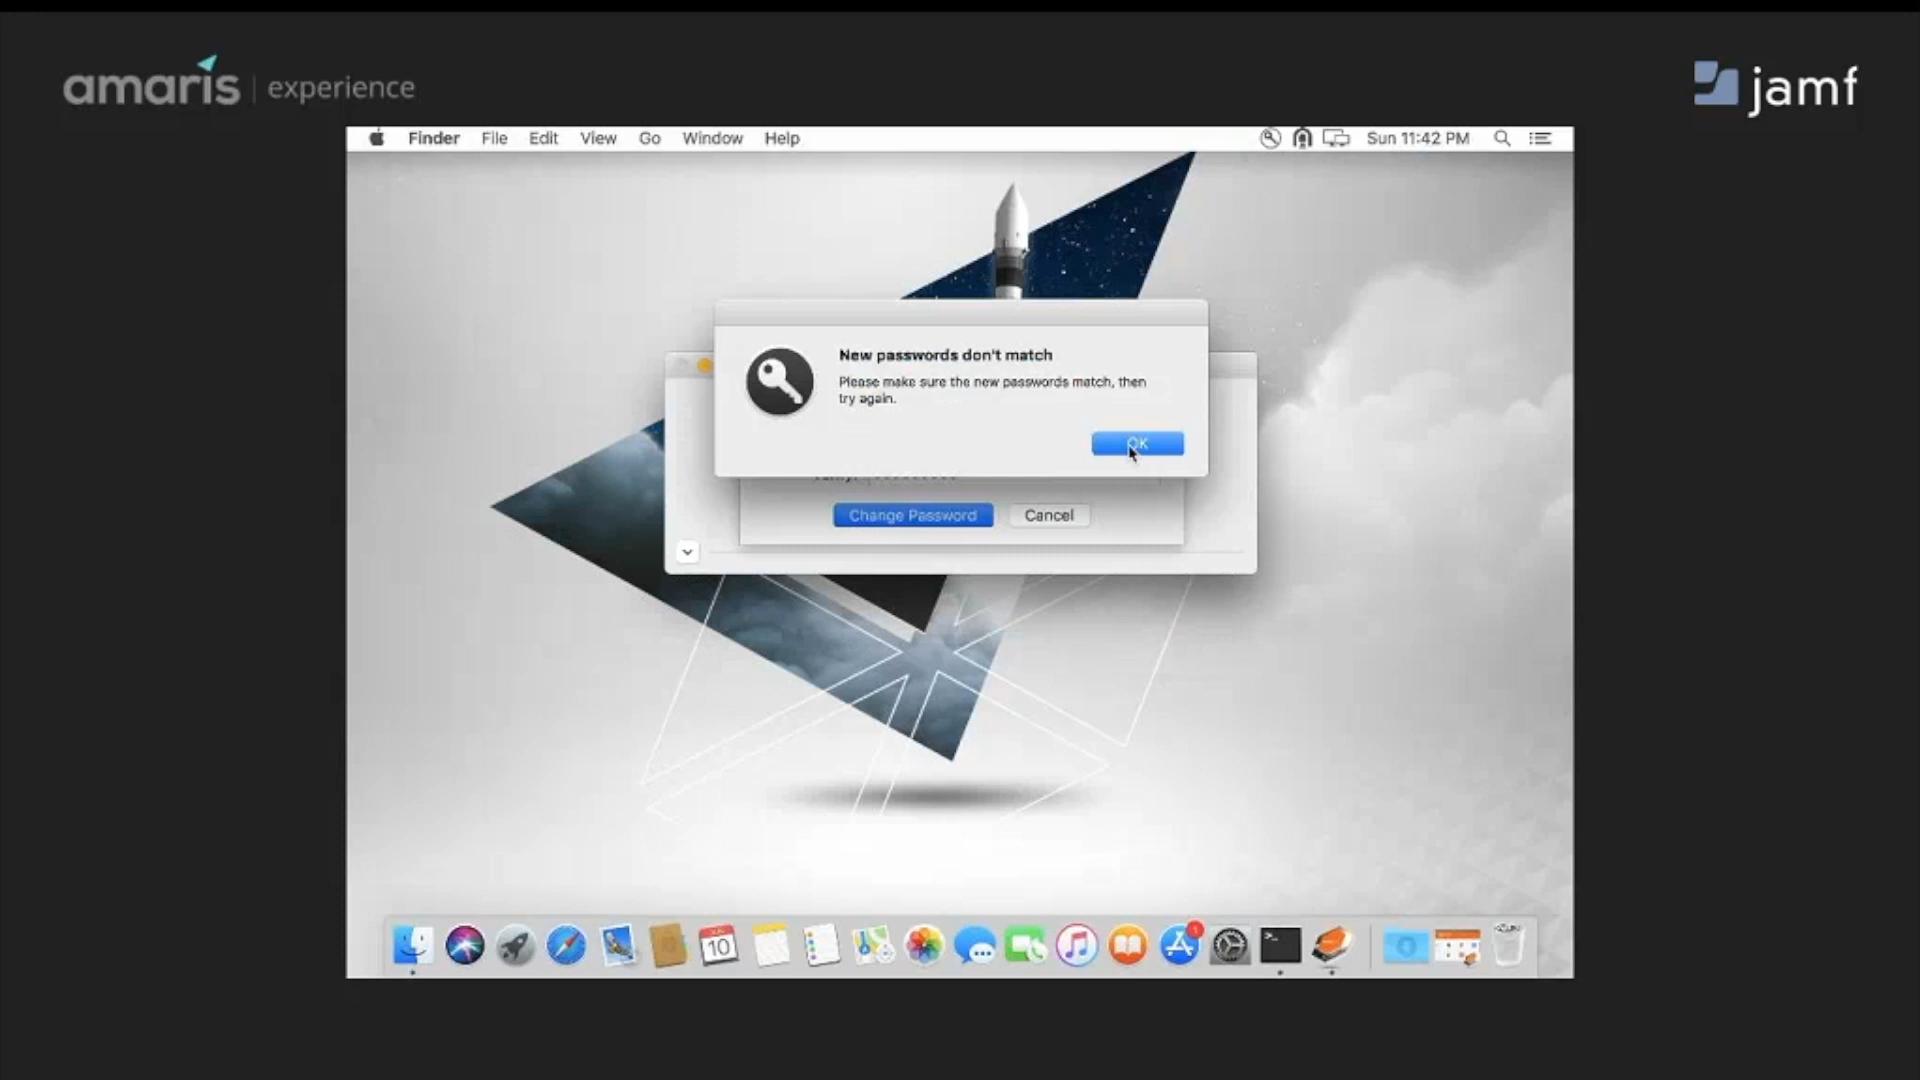 amaris | experience
jamf
Finder File Edit View Go Window Help
Sun 11:42 PM
New passwords don't match
Please make sure the new passwords match, then
try again.
OK
Change Password
Cancel
10
1